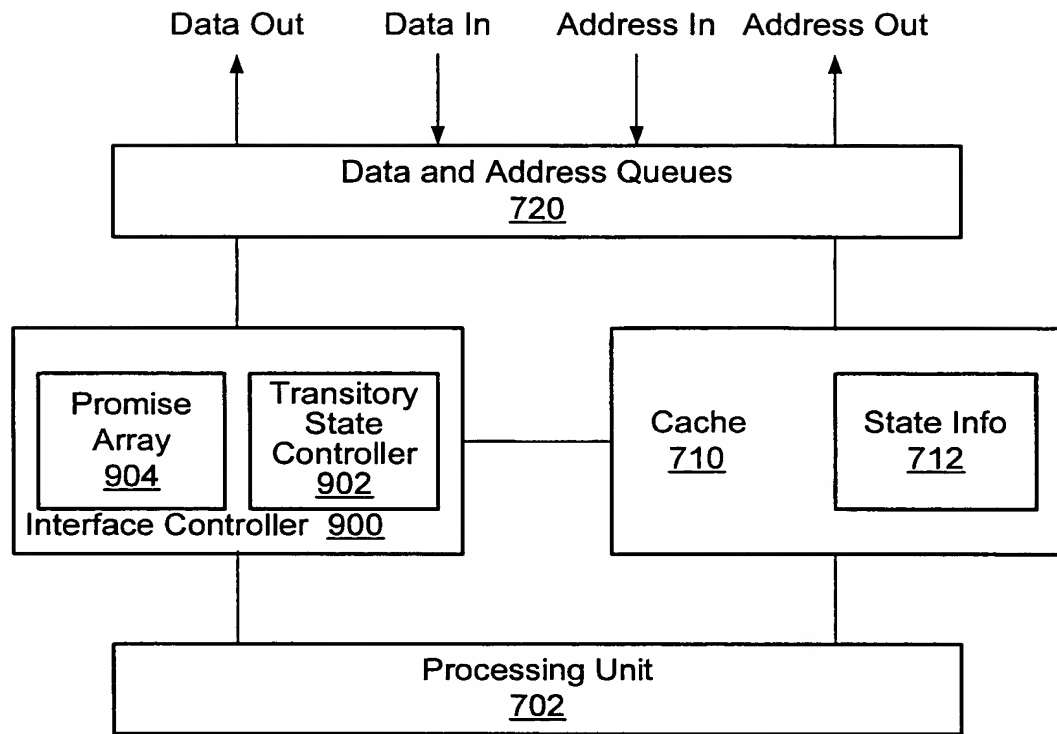 Data Out Data In Address In Address Out
Data and Address Queues
720
Promise
Array
904
Transitory
State
Controller
902
Interface Controller 900
Cache
710
State Info
712
Processing Unit
702